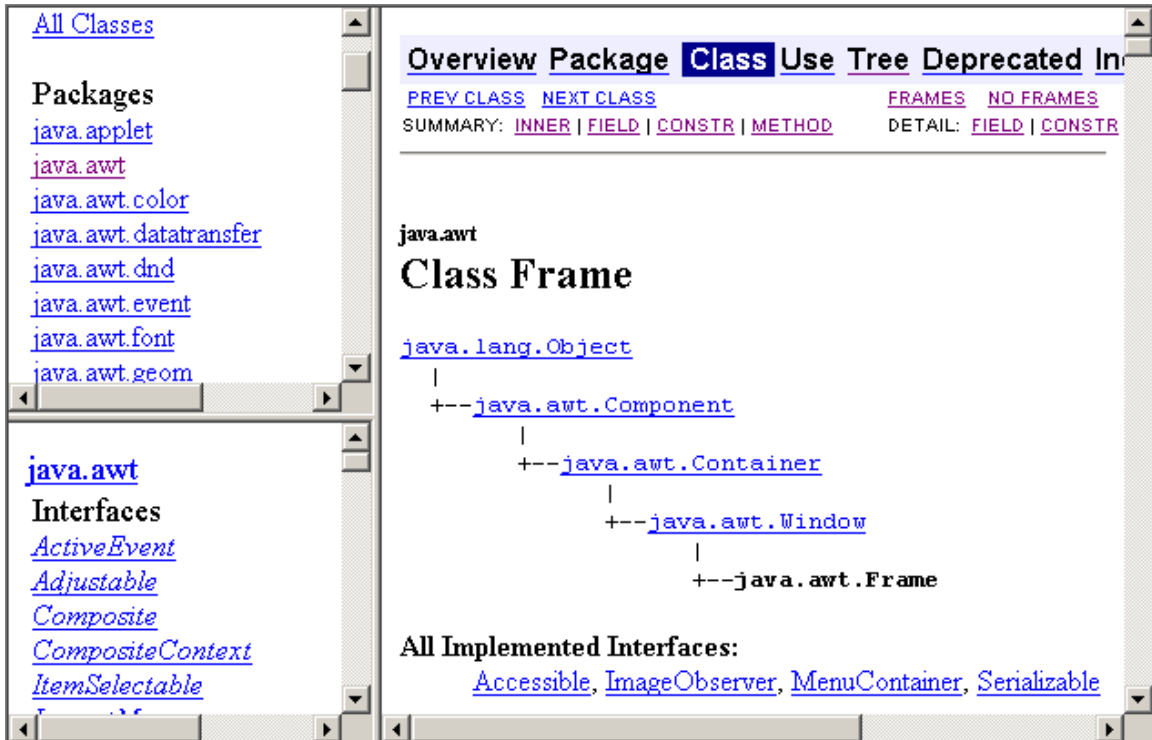 All Classes
Packages
java.applet
java.awt
java.awt.color
java.awt.datatransfer
java.awt.dnd
java.awt.event
java.awt.font
java.awt.geom
java.awt
Interfaces
ActiveEvent
Adjustable
Composite
CompositeContext
ItemSelectable
Overview Package Class Use Tree Deprecated
PREV CLASS NEXT CLASS FRAMES NO FRAMES
SUMMARY: INNER | FIELD | CONSTR | METHOD DETAIL: FIELD | CONSTR
java.awt
Class Frame
java.lang.Object
|
+--java.awt.Component
|
+--java.awt.Container
|
+--java.awt.Window
|
+--java.awt.Frame
All Implemented Interfaces:
Accessible, ImageObserver, MenuContainer, Serializable